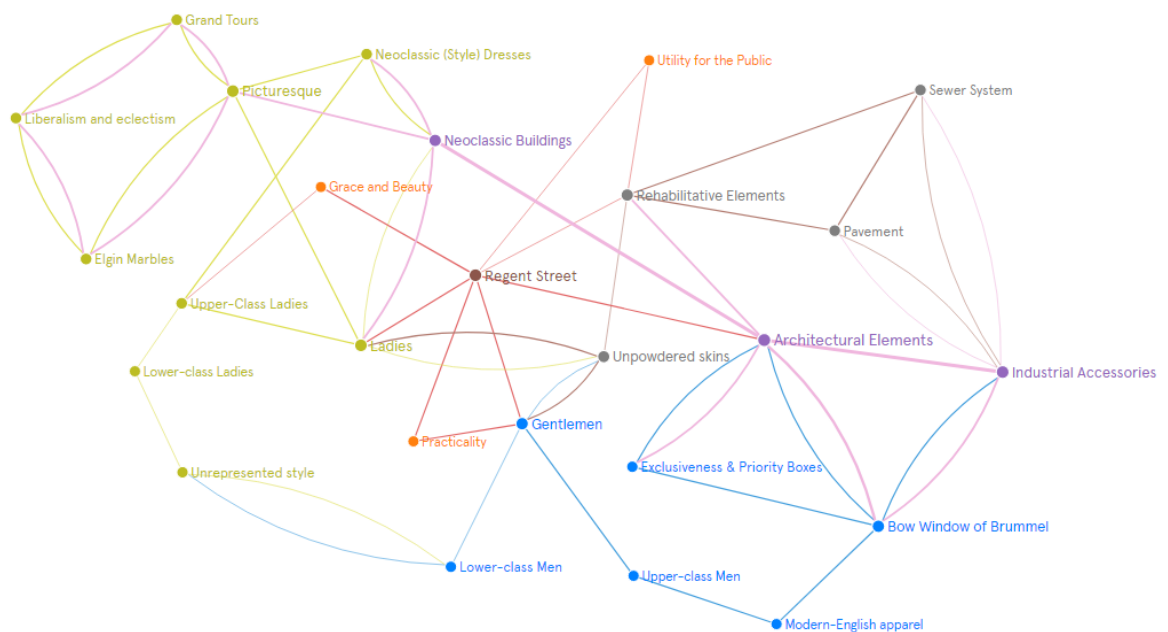 Grand Tours
Neoclassic (Style) Dresses
Utility for the Public
Picturesque
Sewer System
Liberalism and eclectism
Neoclassic Buildings
Grace and Beauty
Rehabilitative Elements
Pavement
Elgin Marbles
Regent Street
Upper-Class Ladies
Architectural Elements
Ladies
Unpowdered skins
Lower-class Ladies
Industrial Accessories
Gentlemen
Practicality
Exclusiveness & Priority Boxes
Unrepresented style
Bow Window of Brummel
Lower-class Men
Upper-class Men
Modern-English apparel